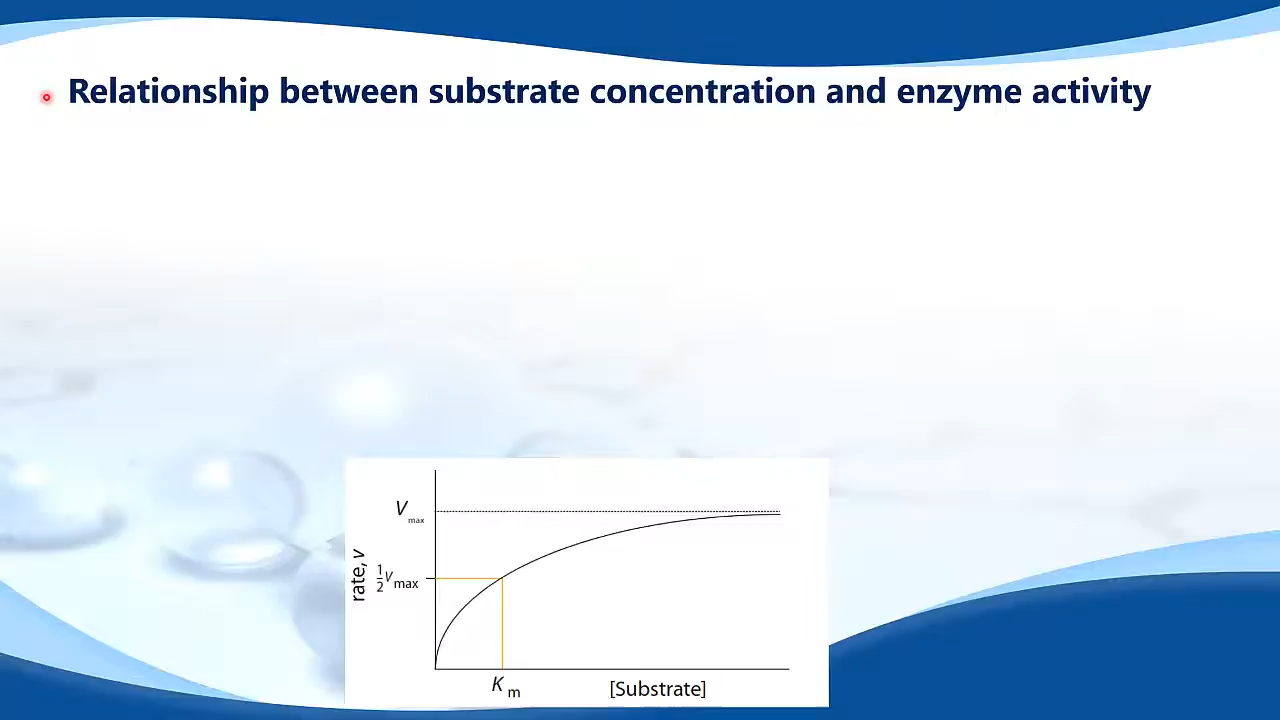 Relationship between substrate concentration and enzyme activity
Vmax
rate, v
½Vmax
Km
[Substrate]